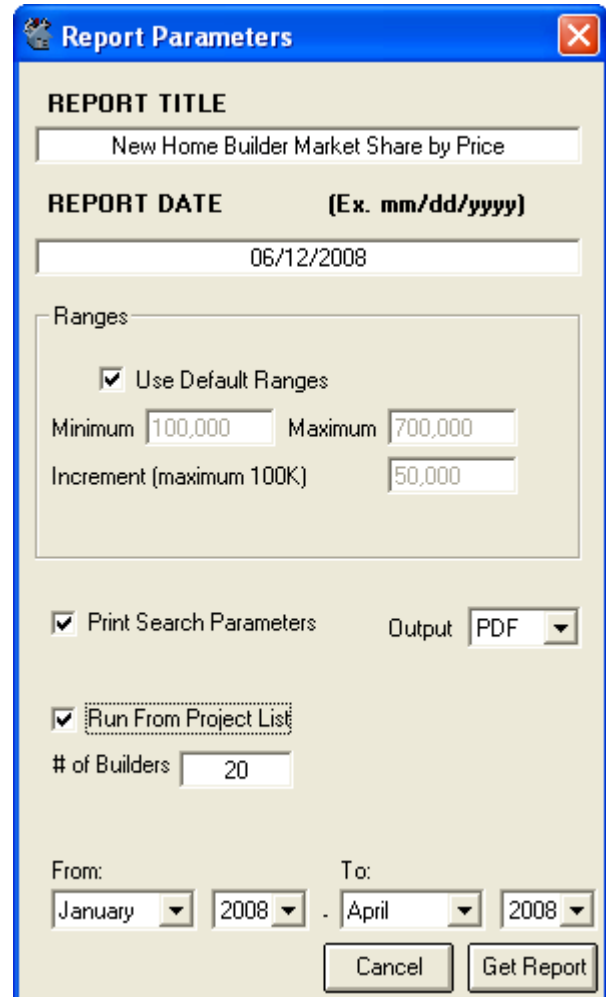 Report Parameters
REPORT TITLE
New Home Builder Market Share by Price
REPORT DATE (Ex. mm/dd/yyyy)
06/12/2008
Ranges
Use Default Ranges
Minimum 100,000 Maximum 700,000
Increment (maximum 100K) 50,000
Print Search Parameters Output PDF
Run From Project List
# of Builders 20
From: To:
January 2008 - April 2008
Cancel Get Report